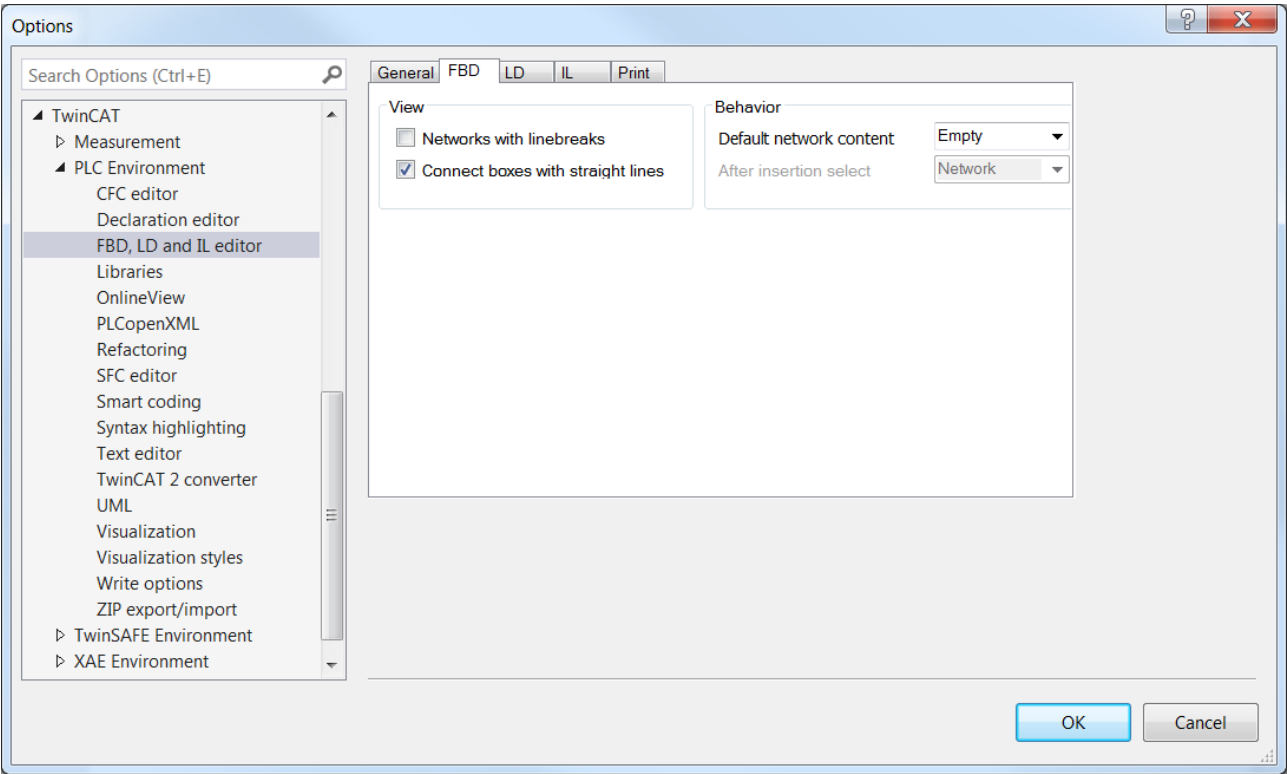 Options
Search Options (Ctrl+E)
TwinCAT
Measurement
PLC Environment
CFC editor
Declaration editor
FBD, LD and IL editor
Libraries
OnlineView
PLCopenXML
Refactoring
SFC editor
Smart coding
Syntax highlighting
Text editor
TwinCAT 2 converter
UML
Visualization
Visualization styles
Write options
ZIP export/import
TwinSAFE Environment
XAE Environment
General FBD LD IL Print
View
Networks with linebreaks
Connect boxes with straight lines
Behavior
Default network content Empty
After insertion select Network
OK Cancel